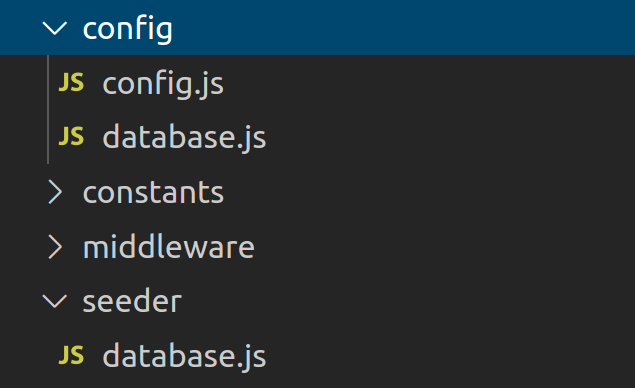 config
JS config.js
JS database.js
constants
middleware
seeder
JS database.js